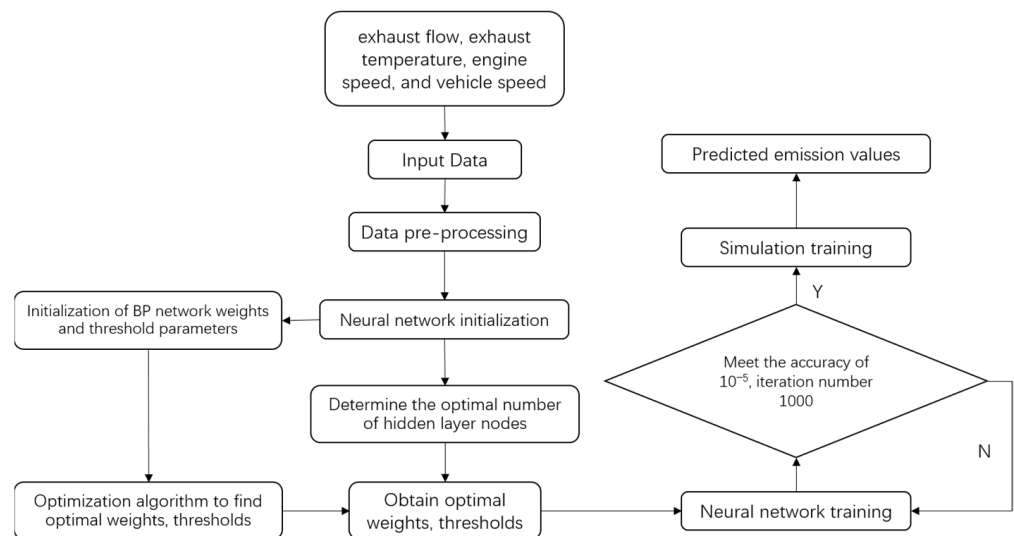 exhaust flow, exhaust
temperature, engine
speed, and vehicle speed
Input Data
Data pre-processing
Neural network initialization
Initialization of BP network weights
and threshold parameters
Determine the optimal number
of hidden layer nodes
Optimization algorithm to find
optimal weights, thresholds
Obtain optimal
weights, thresholds
Neural network training
Meet the accuracy of
10⁻⁵, iteration number
1000
N
Y
Simulation training
Predicted emission values